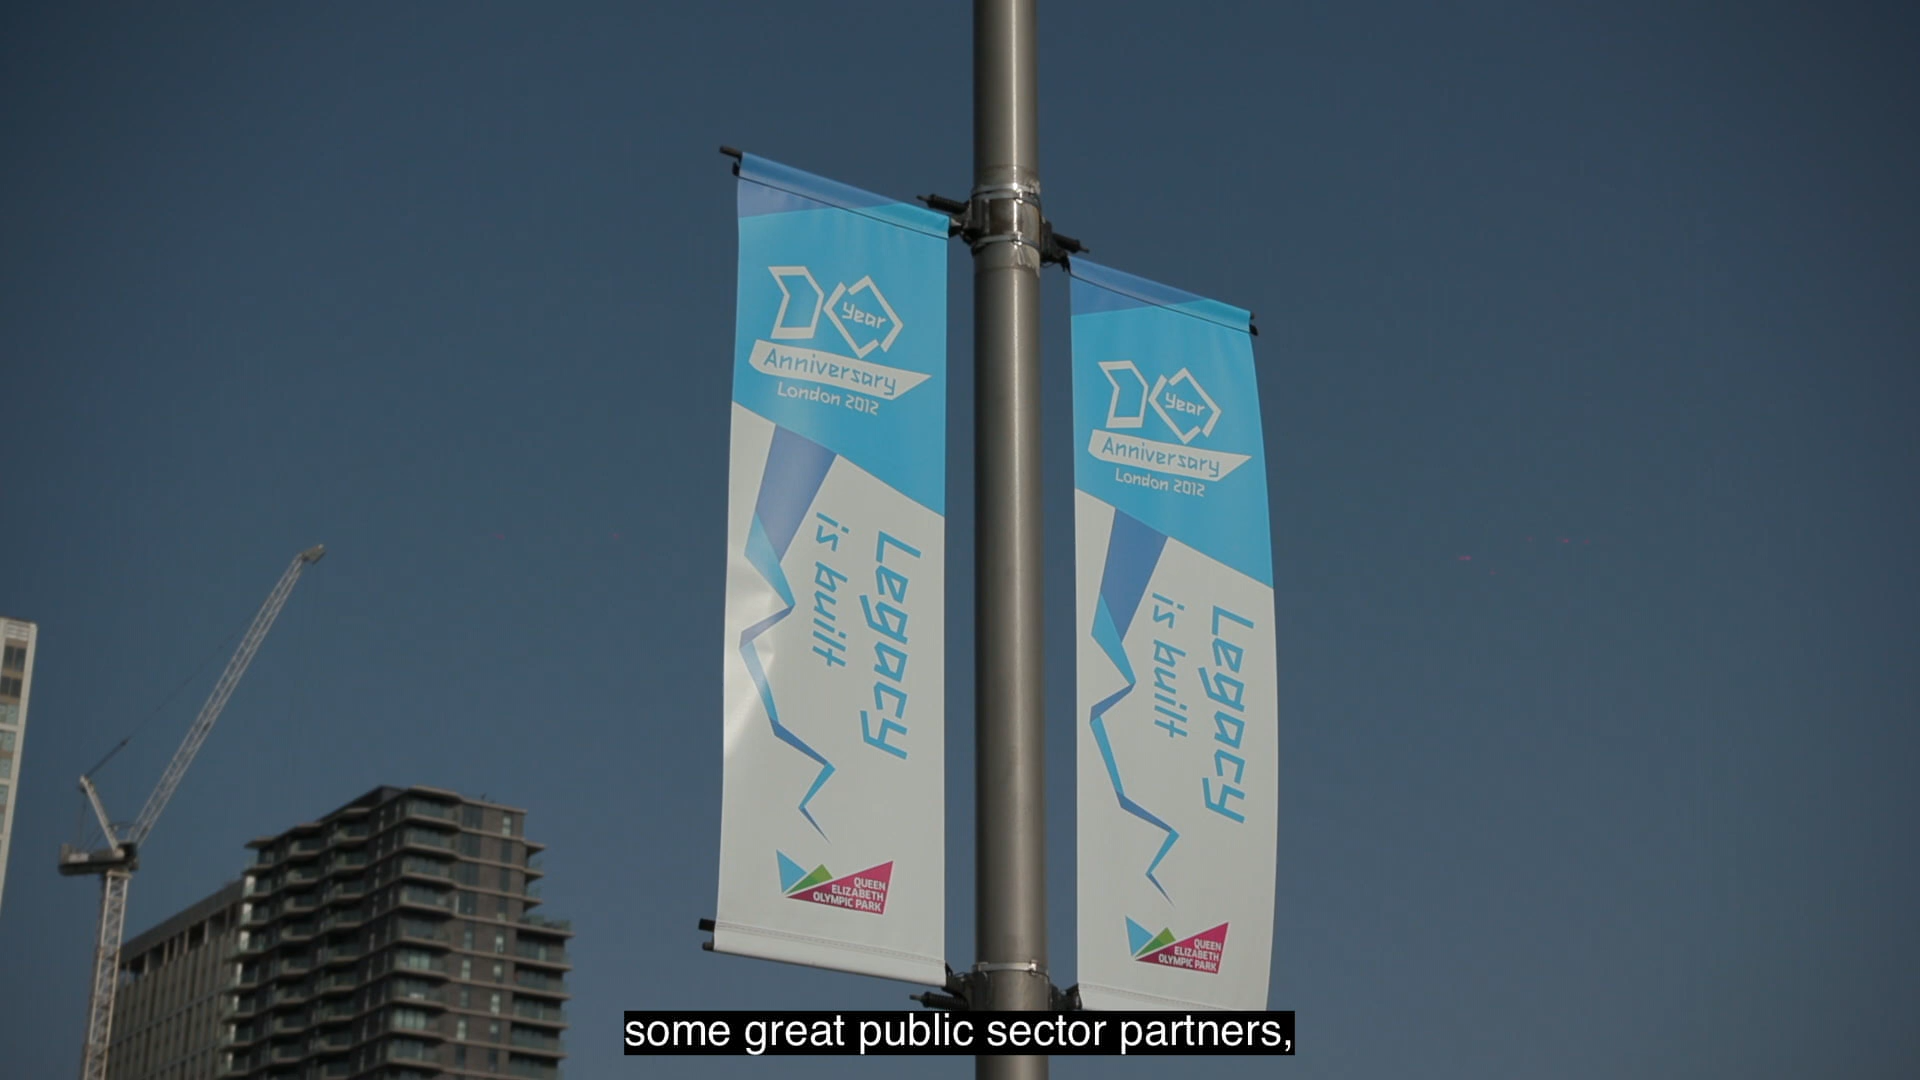 10 year
Anniversary
London 2012
Legacy
is built
QUEEN
ELIZABETH
OLYMPIC PARK
10 year
Anniversary
London 2012
Legacy
is built
QUEEN
ELIZABETH
OLYMPIC PARK
some great public sector partners,